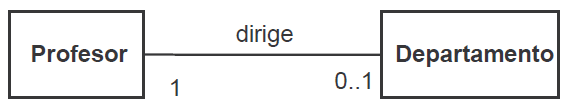 dirige
Profesor
Departamento
1
0..1